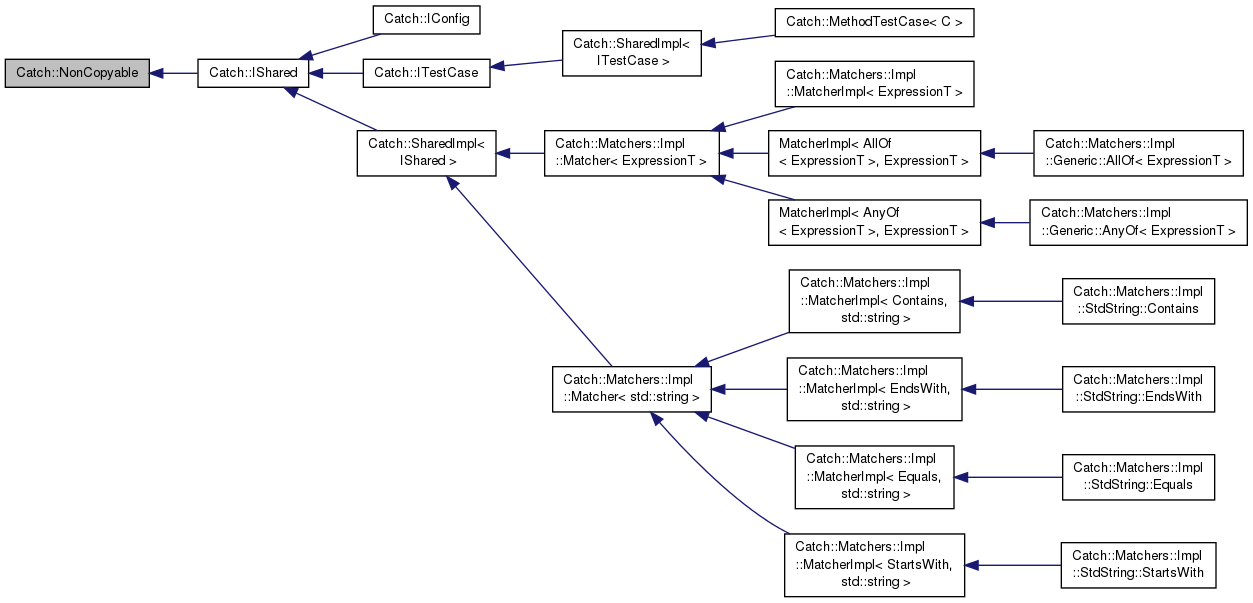 Catch::NonCopyable
Catch::IShared
Catch::IConfig
Catch::ITestCase
Catch::SharedImpl<
ITestCase >
Catch::MethodTestCase< C >
Catch::SharedImpl<
IShared >
Catch::Matchers::Impl
::Matcher< ExpressionT >
Catch::Matchers::Impl
::MatcherImpl< ExpressionT >
MatcherImpl< AllOf
< ExpressionT >, ExpressionT >
Catch::Matchers::Impl
::Generic::AllOf< ExpressionT >
MatcherImpl< AnyOf
< ExpressionT >, ExpressionT >
Catch::Matchers::Impl
::Generic::AnyOf< ExpressionT >
Catch::Matchers::Impl
::Matcher< std::string >
Catch::Matchers::Impl
::MatcherImpl< Contains,
std::string >
Catch::Matchers::Impl
::StdString::Contains
Catch::Matchers::Impl
::MatcherImpl< EndsWith,
std::string >
Catch::Matchers::Impl
::StdString::EndsWith
Catch::Matchers::Impl
::MatcherImpl< Equals,
std::string >
Catch::Matchers::Impl
::StdString::Equals
Catch::Matchers::Impl
::MatcherImpl< StartsWith,
std::string >
Catch::Matchers::Impl
::StdString::StartsWith